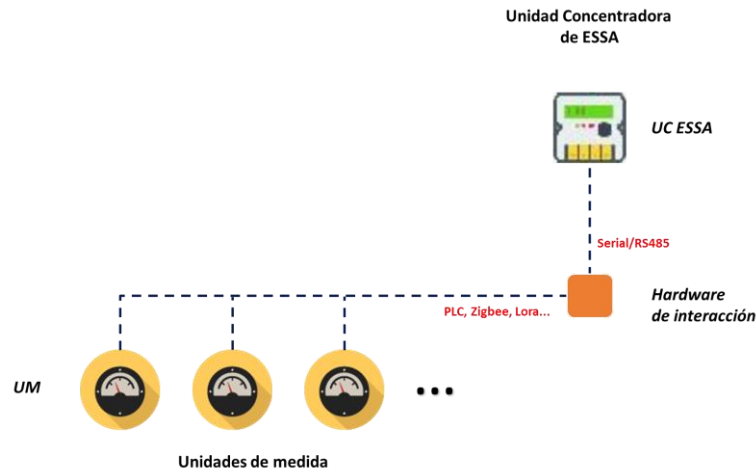 Unidad Concentradora
de ESSA
UC ESSA
Serial/RS485
Hardware
de interacción
PLC, Zigbee, Lora...
UM
Unidades de medida